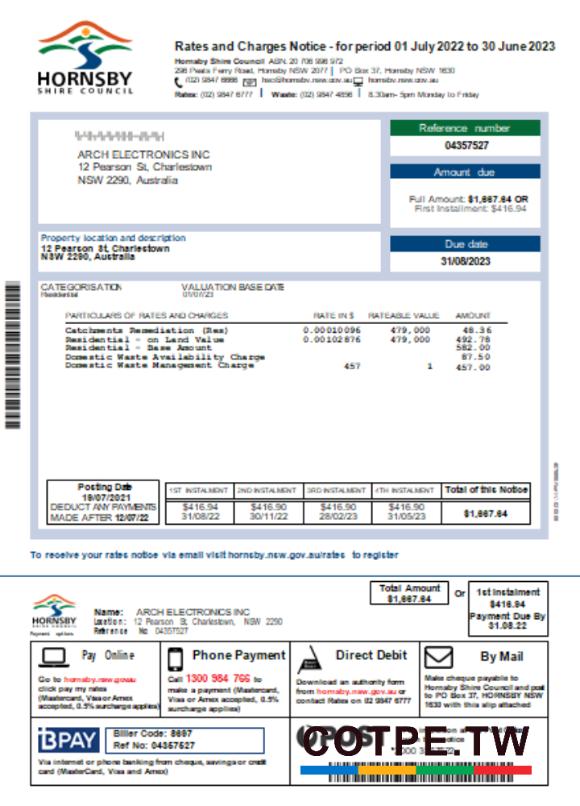 HORNSBY
SHIRE COUNCIL
Rates and Charges Notice - for period 01 July 2022 to 30 June 2023
Hornsby Shire Council ABN. 20 706 996 972
296 Peats Ferry Road, Hornsby NSW 2077 | PO Box 37, Hornsby NSW 1630
(02) 9847 6666 hsc@hornsby.nsw.gov.au hornsby.nsw.gov.au
Rates: (02) 9847 6777 | Waste: (02) 9847 4856 | 8.30am- 5pm Monday to Friday
ARCH ELECTRONICS INC
12 Pearson St, Charlestown
NSW 2290, Australia
Reference number
04357527
Amount due
Full Amount: $1,667.64 OR
First Installment: $416.94
Property location and description
12 Pearson St, Charlestown
NSW 2290, Australia
Due date
31/08/2023
CATEGORISATION VALUATION BASE DATE
Residential 01/07/23
PARTICULARS OF RATES AND CHARGES RATE IN $ RATEABLE VALUE AMOUNT
Catchments Remediation (Res) 0.00010096 479,000 48.36
Residential - on Land Value 0.00102876 479,000 492.78
Residential - Base Amount 582.00
Domestic Waste Availability Charge 87.50
Domestic Waste Management Charge 457 1 457.00
Posting Date
19/07/2021
DEDUCT ANY PAYMENTS
MADE AFTER 12/07/22
1ST INSTALMENT 2ND INSTALMENT 3RD INSTALMENT 4TH INSTALMENT Total of this Notice
$416.94 $416.90 $416.90 $416.90 $1,667.64
31/08/22 30/11/22 28/02/23 31/05/23
To receive your rates notice via email visit hornsby.nsw.gov.au/rates to register
HORNSBY
SHIRE COUNCIL
Payment options
Name: ARCH ELECTRONICS INC
Location: 12 Pearson St, Charlestown, NSW 2290
Reference No 04357527
Total Amount
$1,667.64
Or
1st Instalment
$416.94
Payment Due By
31.08.22
Pay Online
Go to hornsby.nsw.gov.au
click pay my rates
(Mastercard, Visa or Amex
accepted, 0.5% surcharge applies)
Phone Payment
Call 1300 984 766 to
make a payment (Mastercard,
Visa or Amex accepted, 0.5%
surcharge applies)
Direct Debit
Download an authority form
from hornsby.nsw.gov.au or
contact Rates on 02 9847 6777
By Mail
Make cheque payable to
Hornsby Shire Council and post
to PO Box 37, HORNSBY NSW
1630 with this slip attached
BPAY
Biller Code: 8697
Ref No: 04357527
Via internet or phone banking from cheque, savings or credit
card (MasterCard, Visa and Amex)
POST
COTPE.TW